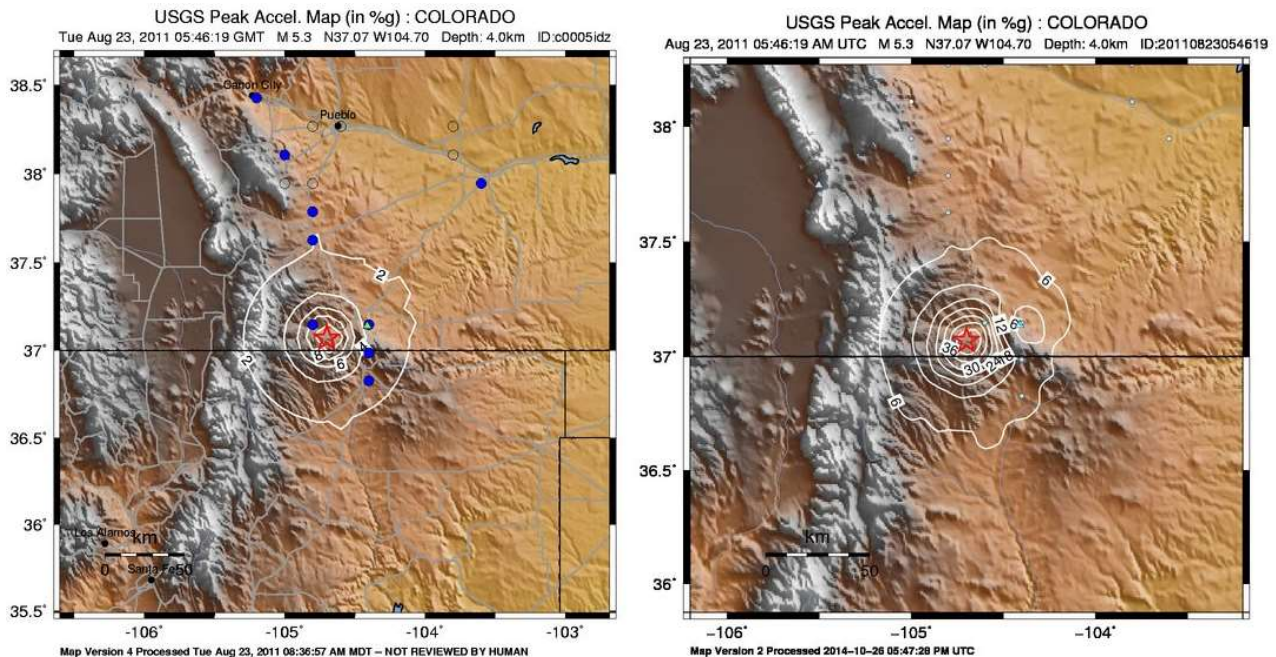 USGS Peak Accel. Map (in %g) : COLORADO
Tue Aug 23, 2011 05:46:19 GMT M 5.3 N37.07 W104.70 Depth: 4.0km ID:c0005idz
38.5˚
38˚
37.5˚
37˚
36.5˚
36˚
35.5˚
Canon City
Pueblo
2
2
8
6
Los Alamos
km
0
50
Santa Fe
-106˚
-105˚
-104˚
-103˚
Map Version 4 Processed Tue Aug 23, 2011 08:36:57 AM MDT -- NOT REVIEWED BY HUMAN
USGS Peak Accel. Map (in %g) : COLORADO
Aug 23, 2011 05:46:19 AM UTC M 5.3 N37.07 W104.70 Depth: 4.0km ID:20110823054619
38˚
37.5˚
37˚
36.5˚
36˚
6
12
6
36
30
24
18
6
km
0
50
-106˚
-105˚
-104˚
Map Version 2 Processed 2014-10-26 05:47:28 PM UTC